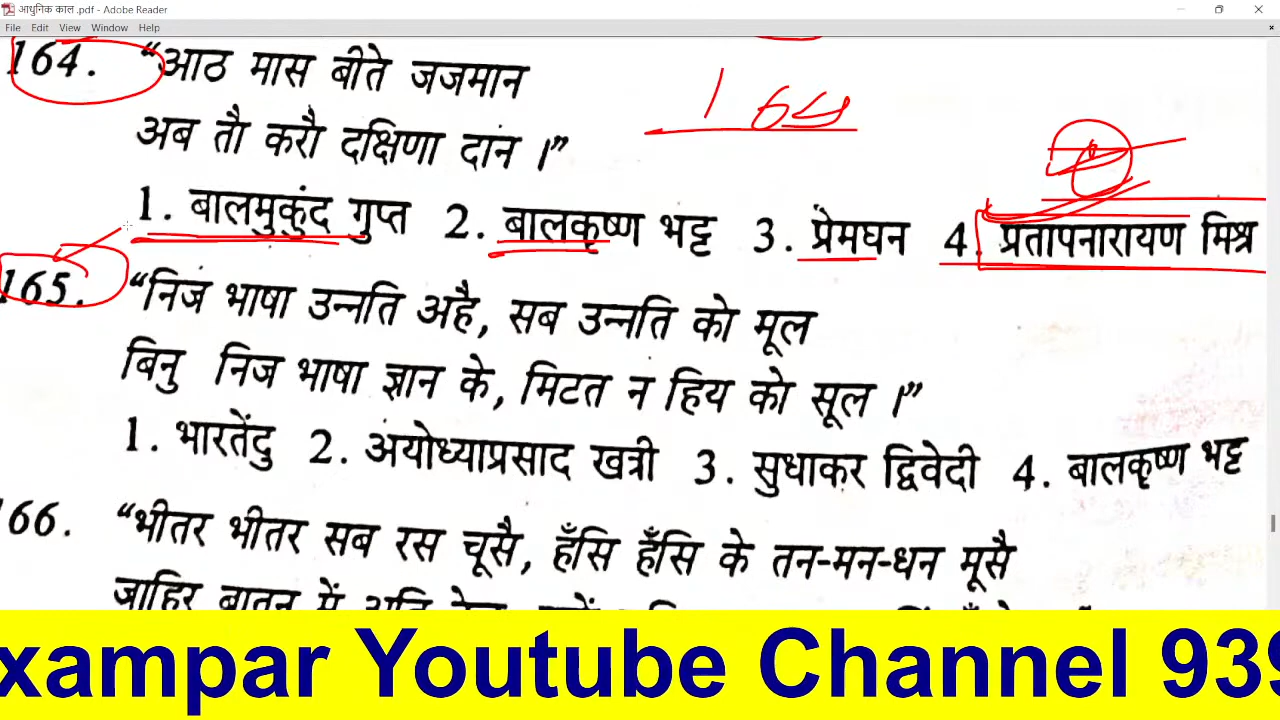 आधुनिक काल .pdf - Adobe Reader
File Edit View Window Help
164. “आठ मास बीते जजमान
अब तौ करौ दक्षिणा दान ।”
1. बालमुकुंद गुप्त 2. बालकृष्ण भट्ट 3. प्रेमघन 4. प्रतापनारायण मिश्र
164
165. “निज भाषा उन्नति अहै, सब उन्नति को मूल
बिनु निज भाषा ज्ञान के, मिटत न हिय को सूल ।”
1. भारतेंदु 2. अयोध्याप्रसाद खत्री 3. सुधाकर द्विवेदी 4. बालकृष्ण भट्ट
166. “भीतर भीतर सब रस चूसै, हँसि हँसि के तन-मन-धन मूसै
जाहिर बातन में अति
xampar Youtube Channel 939